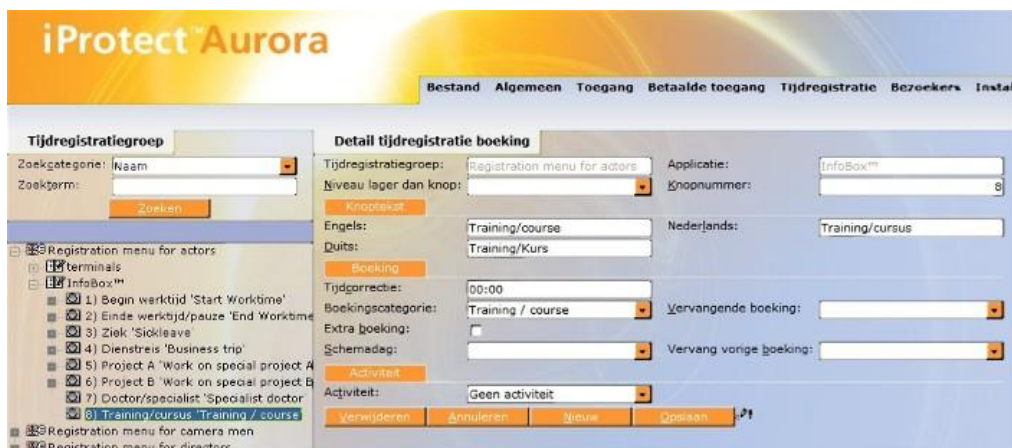 iProtect™Aurora
Bestand Algemeen Toegang Betaalde toegang Tijdregistratie Bezoekers Instal
Tijdregistratiegroep
Zoekcategorie: Naam
Zoekterm:
Zoeken
Registration menu for actors
terminals
InfoBox™
1) Begin werktijd 'Start Worktime'
2) Einde werktijd/pauze 'End Worktime
3) Ziek 'Sickleave'
4) Dienstreis 'Business trip'
5) Project A 'Work on special project A
6) Project B 'Work on special project B
7) Doctor/specialist 'Specialist doctor
8) Training/cursus 'Training / course'
Registration menu for camera men
Registration menu for directors
Detail tijdregistratie boeking
Tijdregistratiegroep: Registration menu for actors Applicatie: InfoBox™
Niveau lager dan knop: Knopnummer: 8
Knoptekst
Engels: Training/course Nederlands: Training/cursus
Duits: Training/Kurs
Boeking
Tijdcorrectie: 00:00
Boekingscategorie: Training / course Vervangende boeking:
Extra boeking:
Schemadag: Vervang vorige boeking:
Activiteit
Activiteit: Geen activiteit
Verwijderen Annuleren Nieuw Opslaan